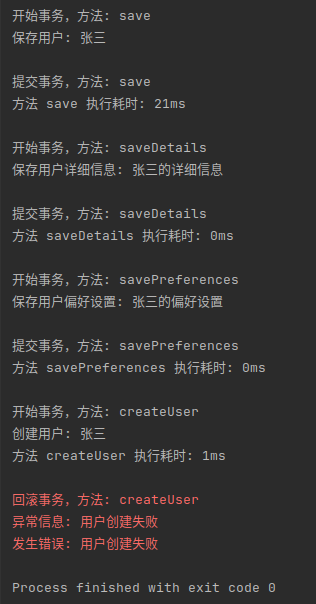 开始事务，方法: save
保存用户: 张三
提交事务，方法: save
方法 save 执行耗时: 21ms
开始事务，方法: saveDetails
保存用户详细信息: 张三的详细信息
提交事务，方法: saveDetails
方法 saveDetails 执行耗时: 0ms
开始事务，方法: savePreferences
保存用户偏好设置: 张三的偏好设置
提交事务，方法: savePreferences
方法 savePreferences 执行耗时: 0ms
开始事务，方法: createUser
创建用户: 张三
方法 createUser 执行耗时: 1ms
回滚事务，方法: createUser
异常信息: 用户创建失败
发生错误: 用户创建失败
Process finished with exit code 0